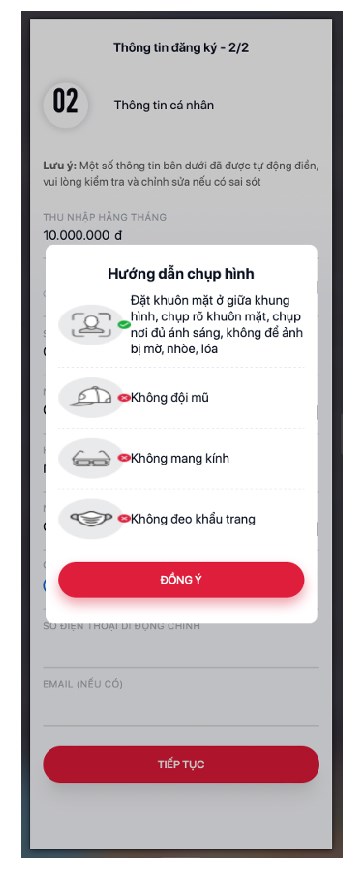 Thông tin đăng ký - 2/2
02
Thông tin cá nhân
Lưu ý: Một số thông tin bên dưới đã được tự động điền,
vui lòng kiểm tra và chỉnh sửa nếu có sai sót
THU NHẬP HÀNG THÁNG
10.000.000 đ
Hướng dẫn chụp hình
Đặt khuôn mặt ở giữa khung
hình, chụp rõ khuôn mặt, chụp
nơi đủ ánh sáng, không để ảnh
bị mờ, nhòe, lóa
Không đội mũ
Không mang kính
Không đeo khẩu trang
ĐỒNG Ý
SỐ ĐIỆN THOẠI DI ĐỘNG CHÍNH
EMAIL (NẾU CÓ)
TIẾP TỤC